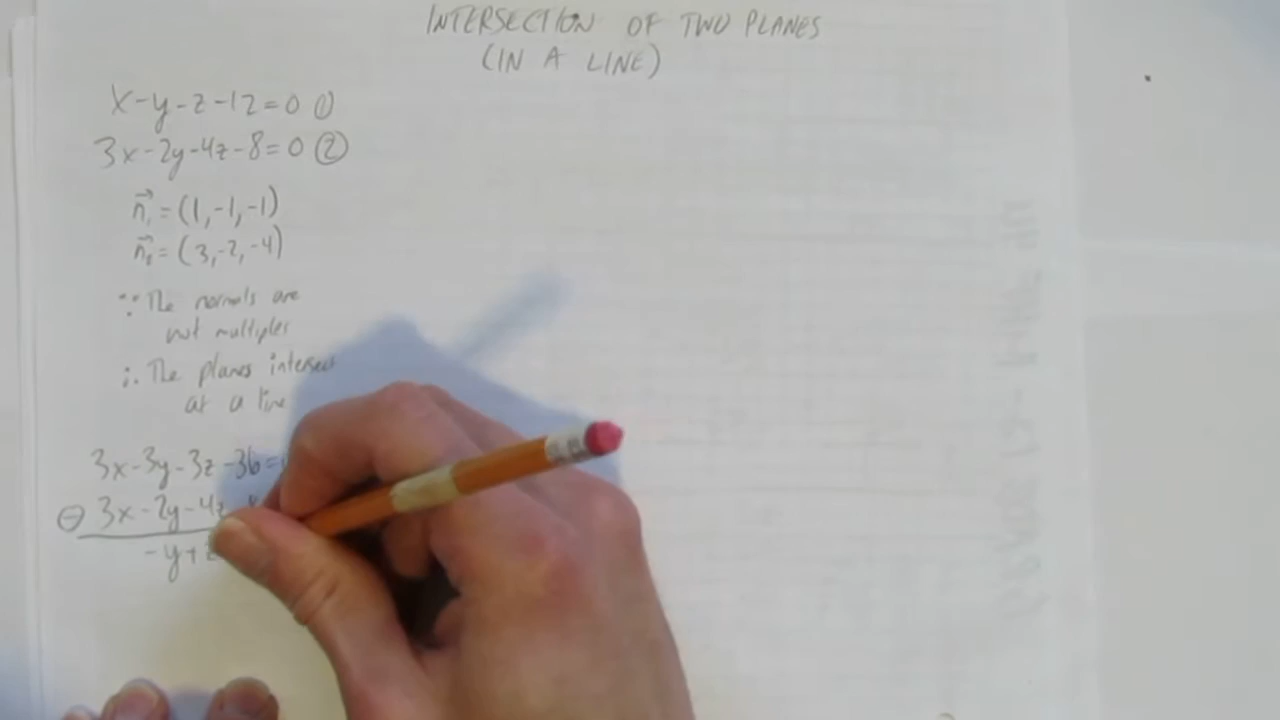 INTERSECTION OF TWO PLANES
(IN A LINE)
x-y-z-12=0 ①
3x-2y-4z-8=0 ②
n⃗₁=(1,-1,-1)
n⃗₂=(3,-2,-4)
∵ The normals are
not multiples
∴ The planes intersect
at a line
3x-3y-3z-36=
⊖ 3x-2y-4z
-y+z